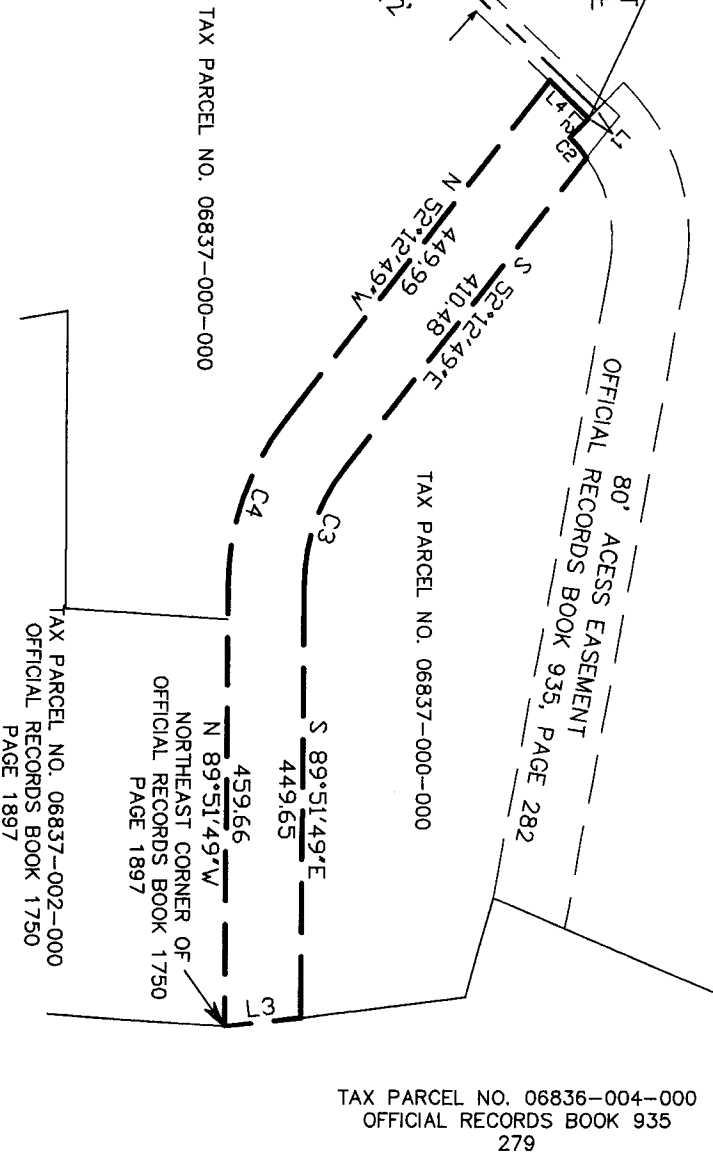 TAX PARCEL NO. 06837-000-000
L4
L2
L1
C2
N 52°12'49"W
449.99
S 52°12'49"E
410.48
80' ACESS EASEMENT
OFFICIAL RECORDS BOOK 935, PAGE 282
TAX PARCEL NO. 06837-000-000
C4
C3
S 89°51'49"E
449.65
459.66
N 89°51'49"W
NORTHEAST CORNER OF
OFFICIAL RECORDS BOOK 1750
PAGE 1897
L3
TAX PARCEL NO. 06837-002-000
OFFICIAL RECORDS BOOK 1750
PAGE 1897
TAX PARCEL NO. 06836-004-000
OFFICIAL RECORDS BOOK 935
279